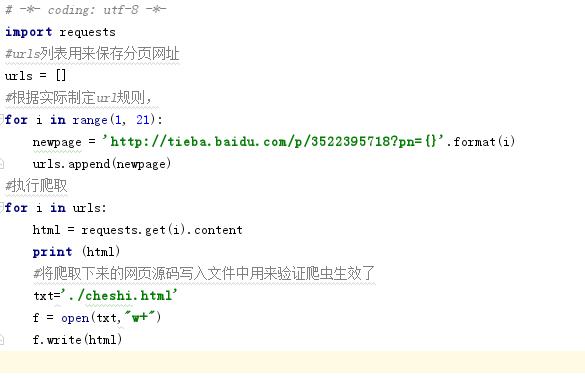 # -*- coding: utf-8 -*-
import requests
#urls列表用来保存分页网址
urls = []
#根据实际制定url规则，
for i in range(1, 21):
    newpage = 'http://tieba.baidu.com/p/3522395718?pn={}'.format(i)
    urls.append(newpage)
#执行爬取
for i in urls:
    html = requests.get(i).content
    print (html)
    #将爬取下来的网页源码写入文件中用来验证爬虫生效了
    txt='./cheshi.html'
    f = open(txt,"w+")
    f.write(html)